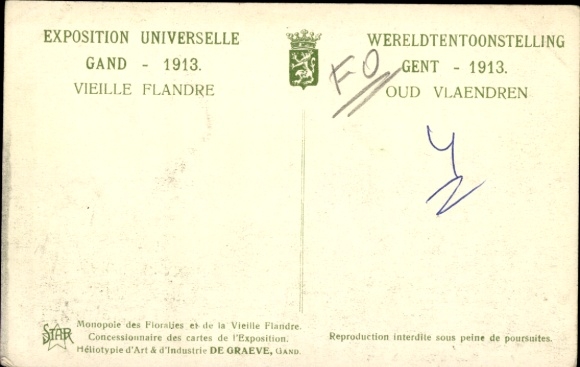 EXPOSITION UNIVERSELLE
GAND - 1913.
VIEILLE FLANDRE
WERELDTENTOONSTELLING
GENT - 1913.
OUD VLAENDREN
FO
STAR
Monopole des Floralies et de la Vieille Flandre.
Concessionnaire des cartes de l'Exposition.
Héliotypie d'Art & d'Industrie DE GRAEVE, GAND.
Reproduction interdite sous peine de poursuites.